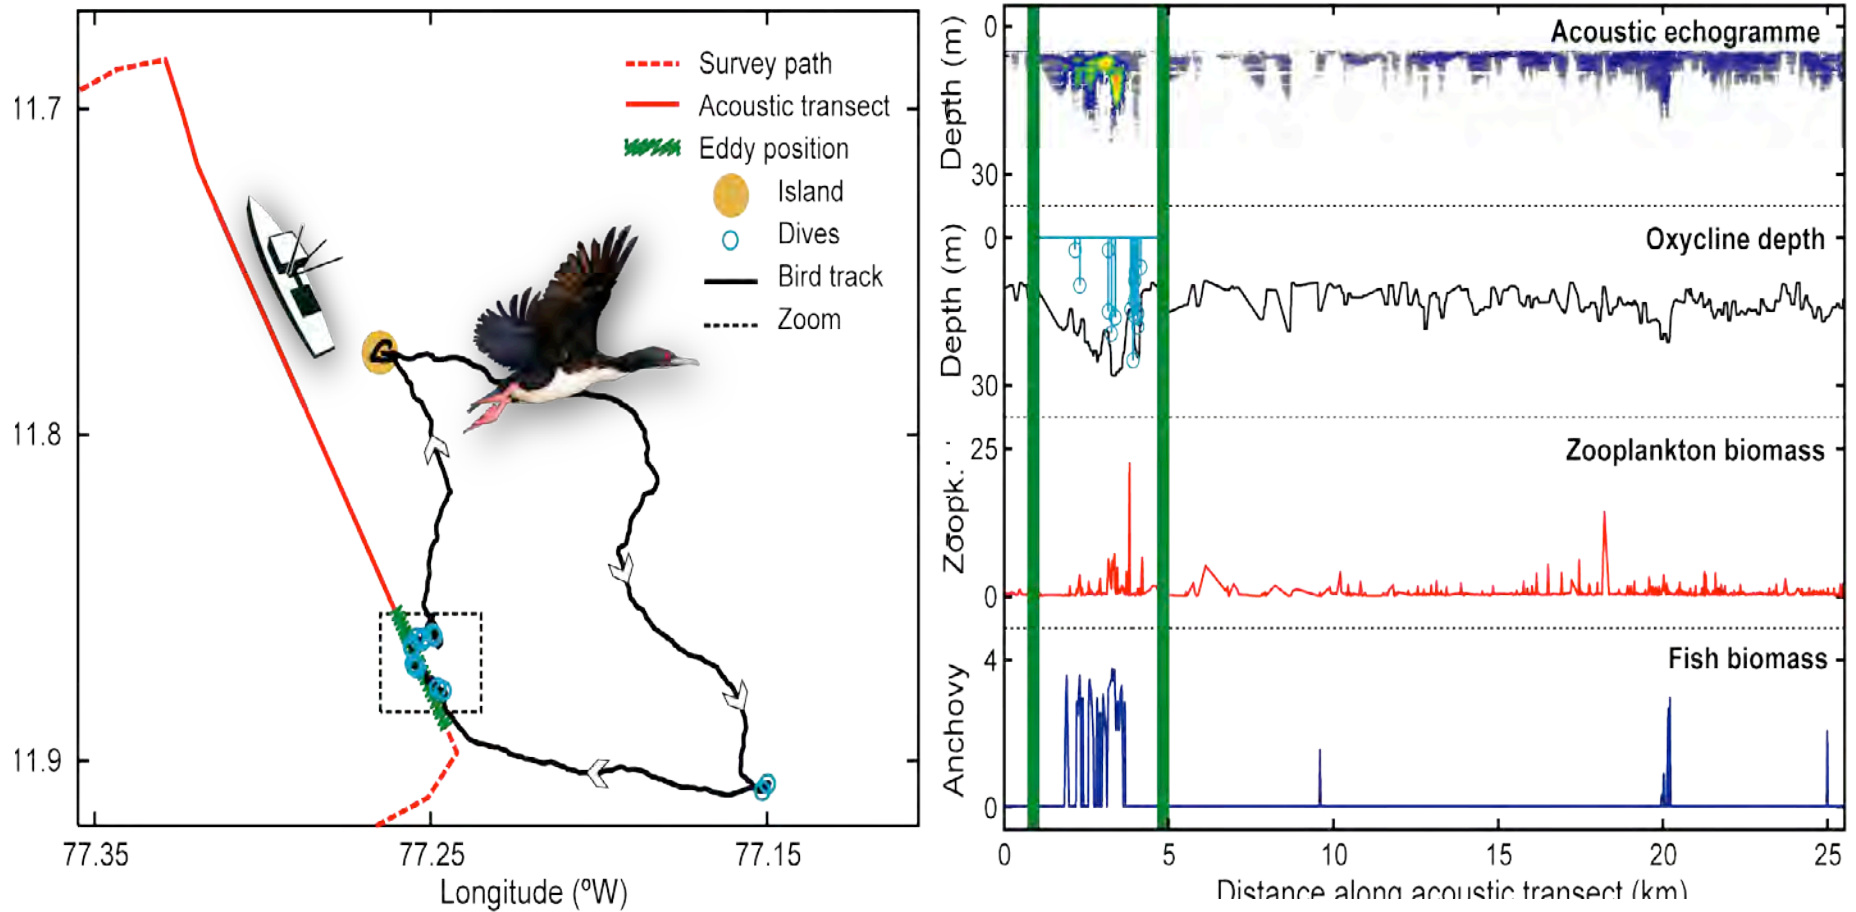 Survey path
Acoustic transect
Eddy position
Island
Dives
Bird track
Zoom
11.7
11.8
11.9
77.35
77.25
77.15
Longitude (ºW)
Acoustic echogramme
Depth (m)
0
30
Oxycline depth
Depth (m)
0
30
Zooplankton biomass
Zoopk.
25
0
Fish biomass
Anchovy
4
0
0
5
10
15
20
25
Distance along acoustic transect (km)